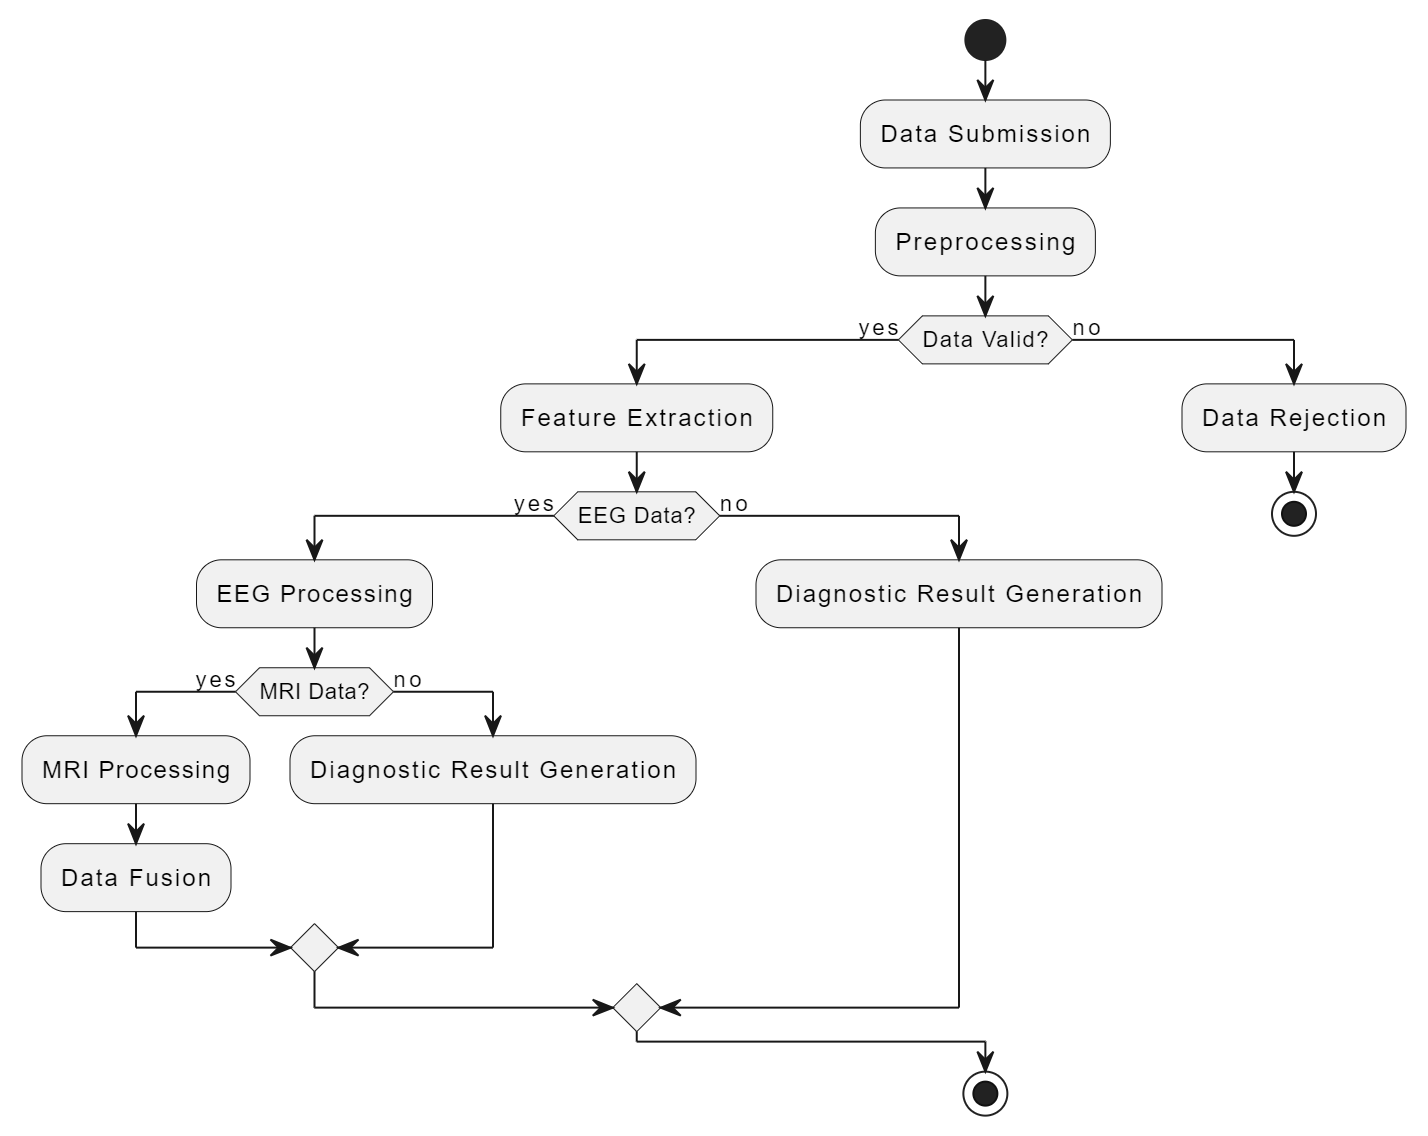 Data Submission
Preprocessing
yes
Data Valid?
no
Feature Extraction
Data Rejection
yes
EEG Data?
no
EEG Processing
Diagnostic Result Generation
yes
MRI Data?
no
MRI Processing
Diagnostic Result Generation
Data Fusion